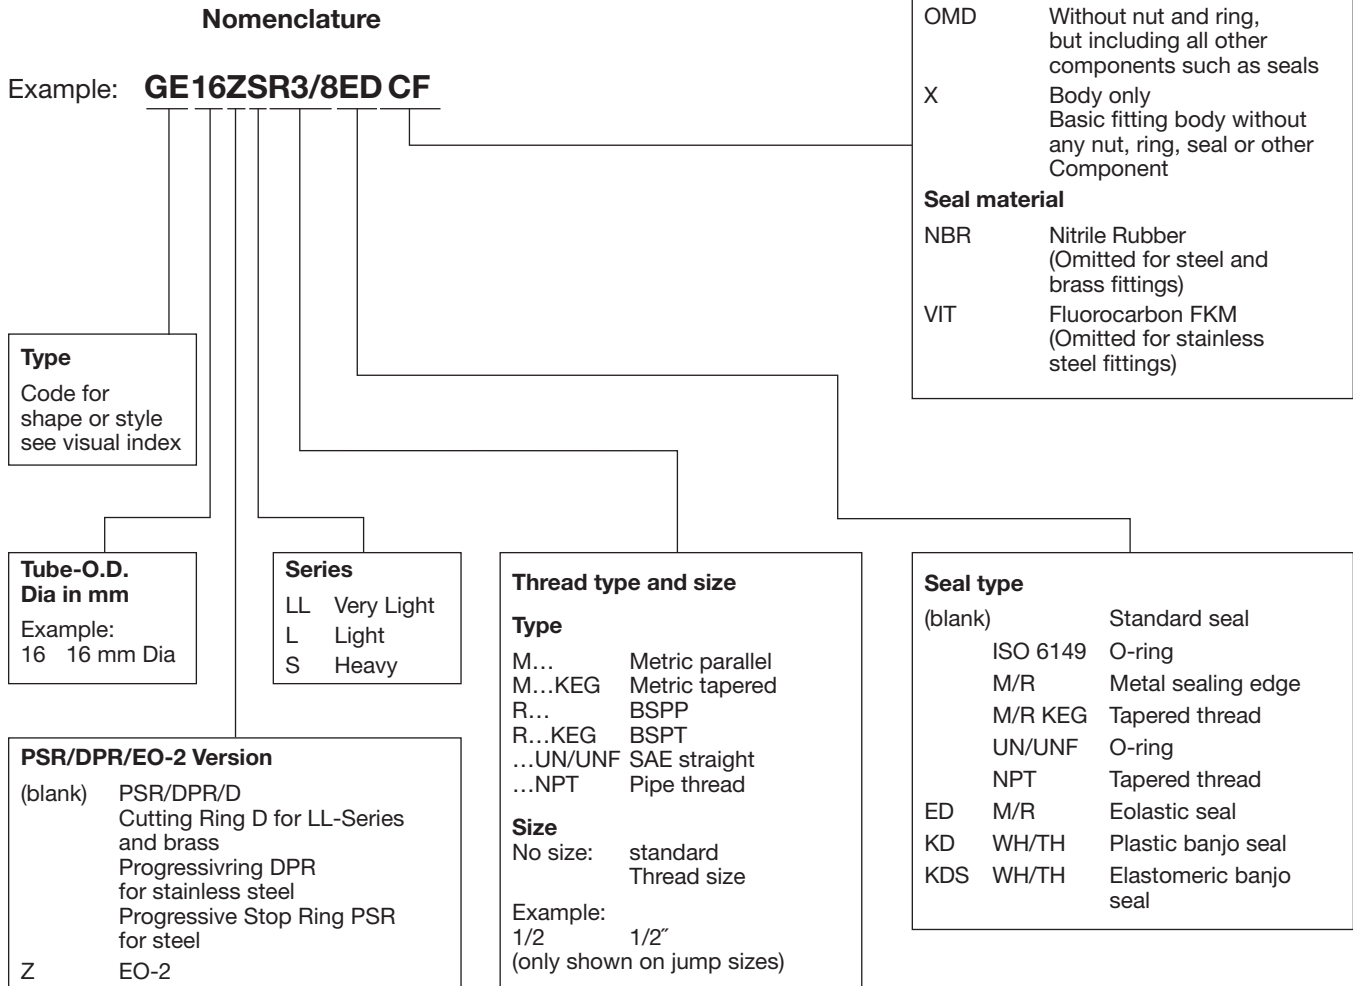 Nomenclature
Example: GE16ZSR3/8ED CF
OMD Without nut and ring,
but including all other
components such as seals
X Body only
Basic fitting body without
any nut, ring, seal or other
Component
Seal material
NBR Nitrile Rubber
(Omitted for steel and
brass fittings)
VIT Fluorocarbon FKM
(Omitted for stainless
steel fittings)
Type
Code for
shape or style
see visual index
Tube-O.D.
Dia in mm
Example:
16 16 mm Dia
Series
LL Very Light
L Light
S Heavy
PSR/DPR/EO-2 Version
(blank) PSR/DPR/D
Cutting Ring D for LL-Series
and brass
Progressivring DPR
for stainless steel
Progressive Stop Ring PSR
for steel
Z EO-2
Thread type and size
Type
M… Metric parallel
M…KEG Metric tapered
R… BSPP
R…KEG BSPT
…UN/UNF SAE straight
…NPT Pipe thread
Size
No size: standard
Thread size
Example:
1/2 1/2″
(only shown on jump sizes)
Seal type
(blank) Standard seal
ISO 6149 O-ring
M/R Metal sealing edge
M/R KEG Tapered thread
UN/UNF O-ring
NPT Tapered thread
ED M/R Eolastic seal
KD WH/TH Plastic banjo seal
KDS WH/TH Elastomeric banjo
seal